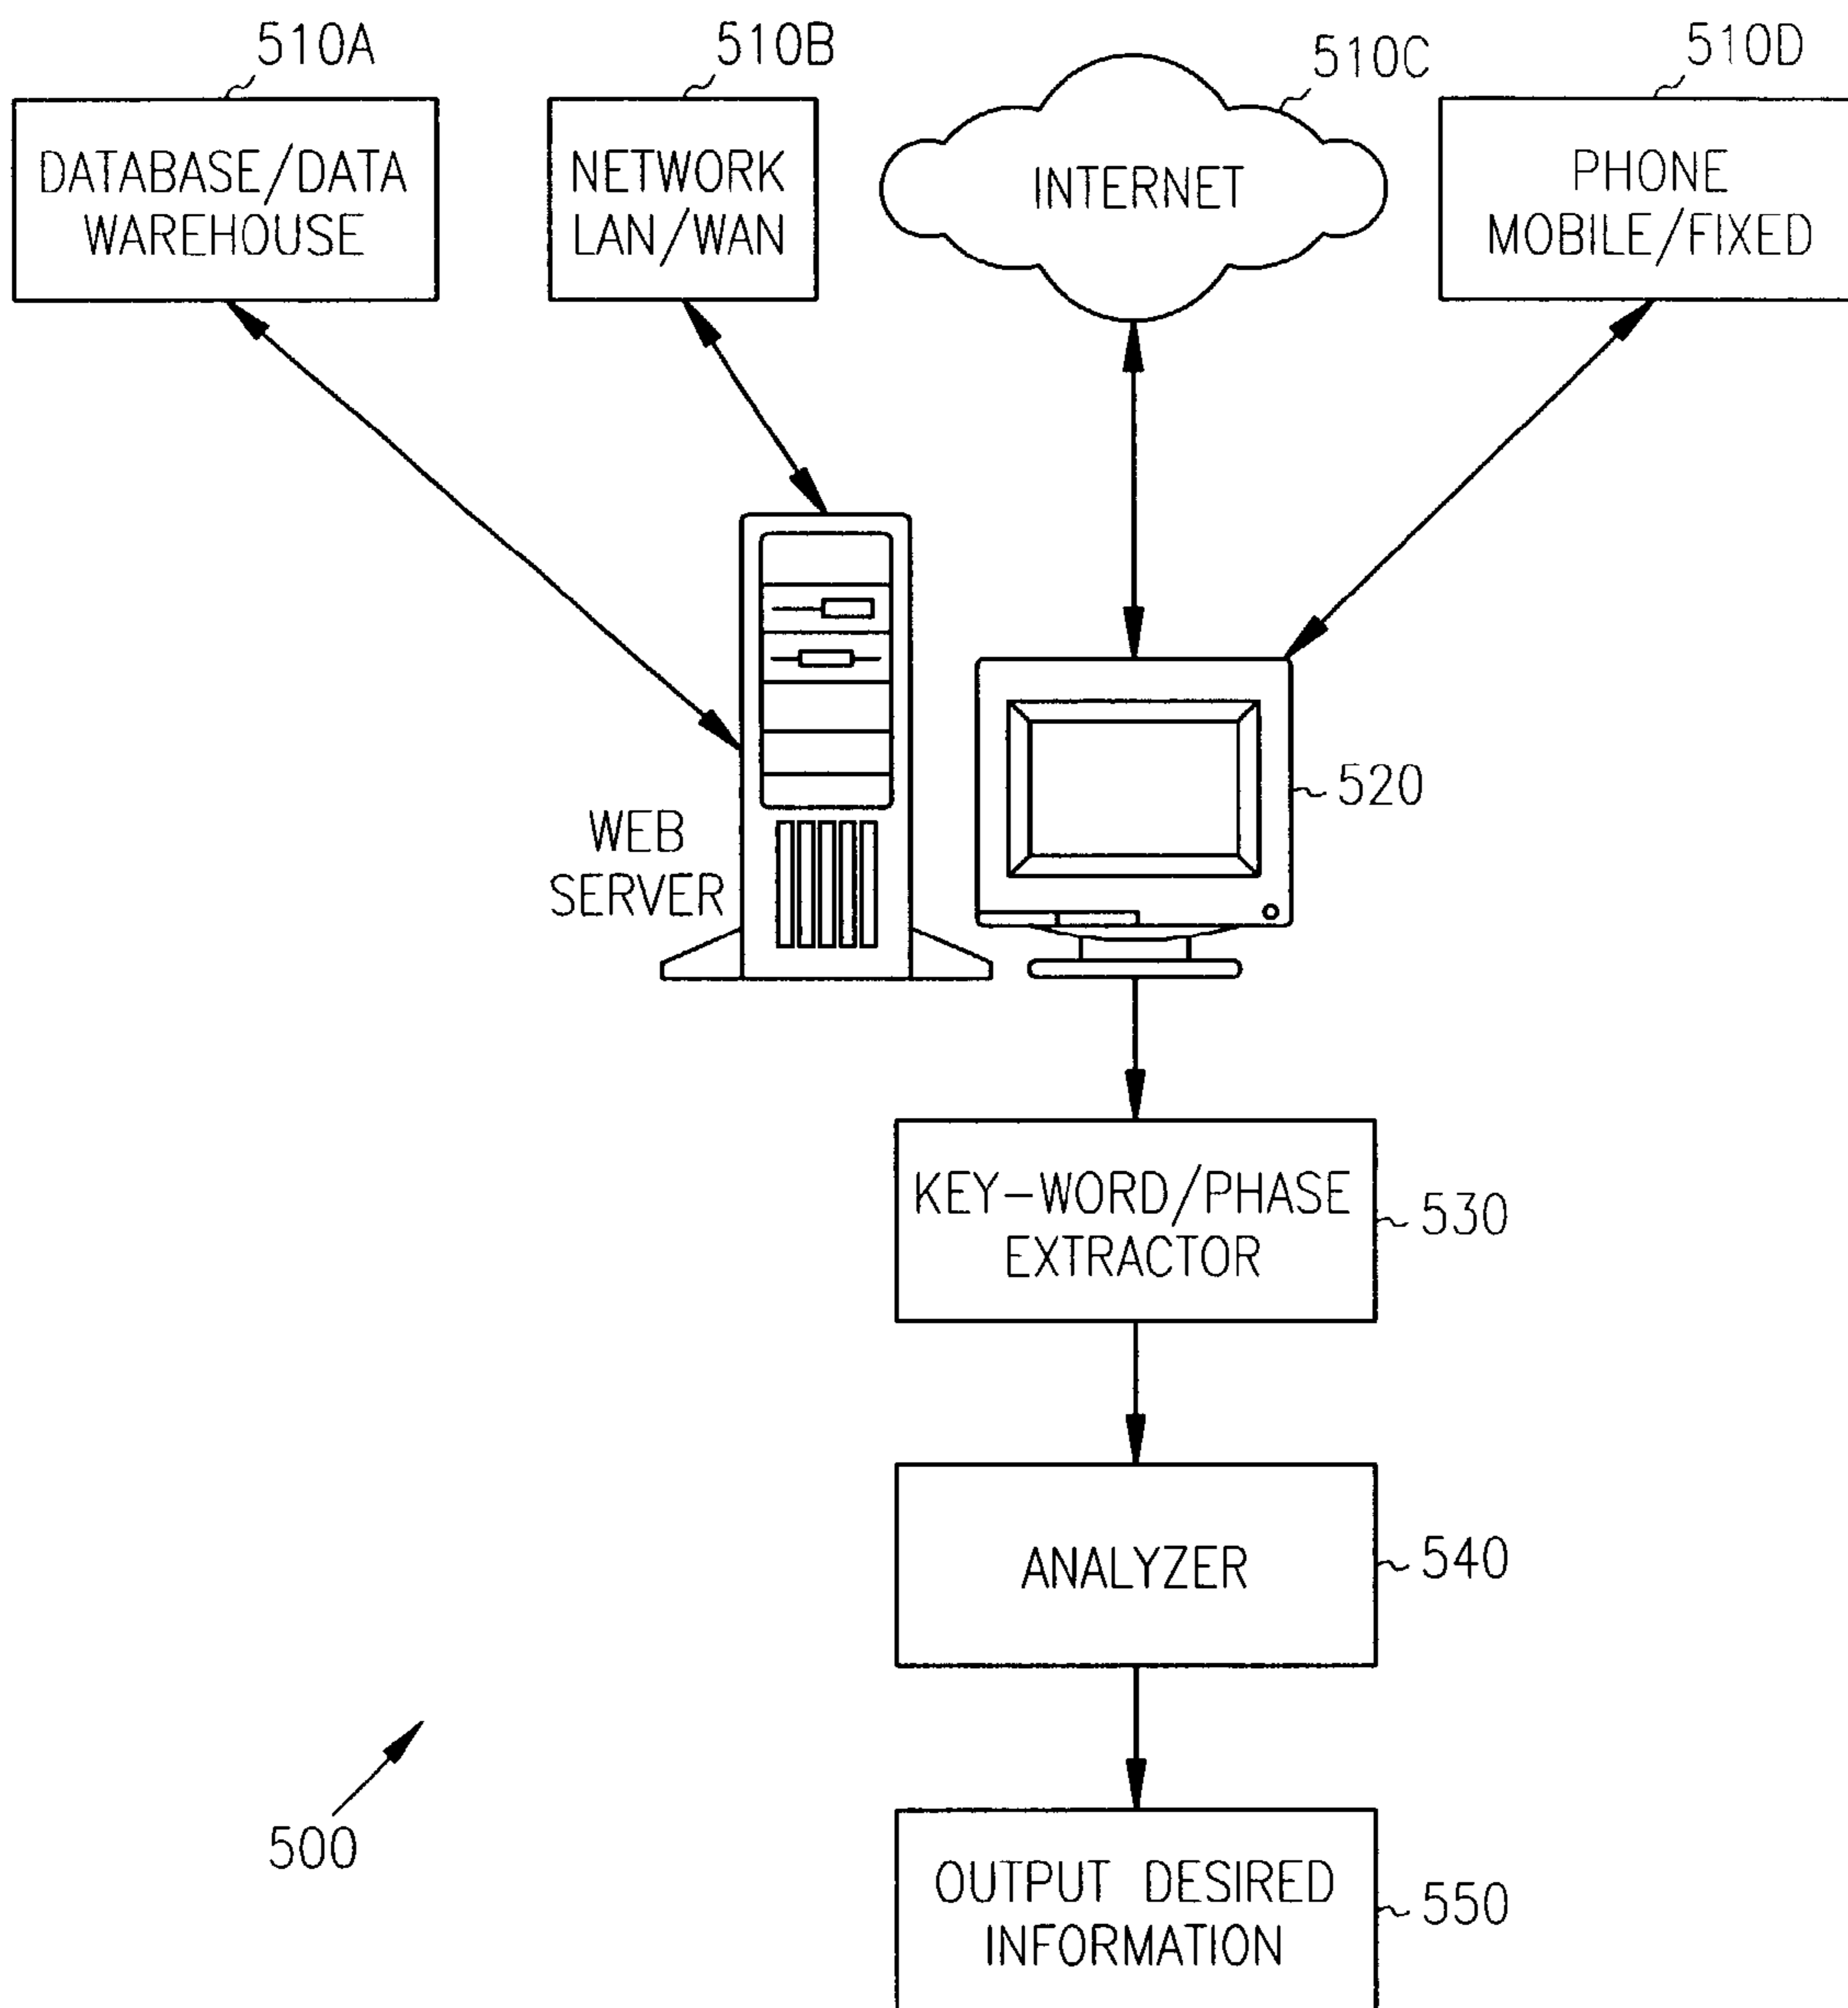 510A
510B
510C
510D
DATABASE/DATA
WAREHOUSE
NETWORK
LAN/WAN
INTERNET
PHONE
MOBILE/FIXED
WEB
SERVER
520
KEY-WORD/PHASE
EXTRACTOR
530
ANALYZER
540
500
OUTPUT DESIRED
INFORMATION
550